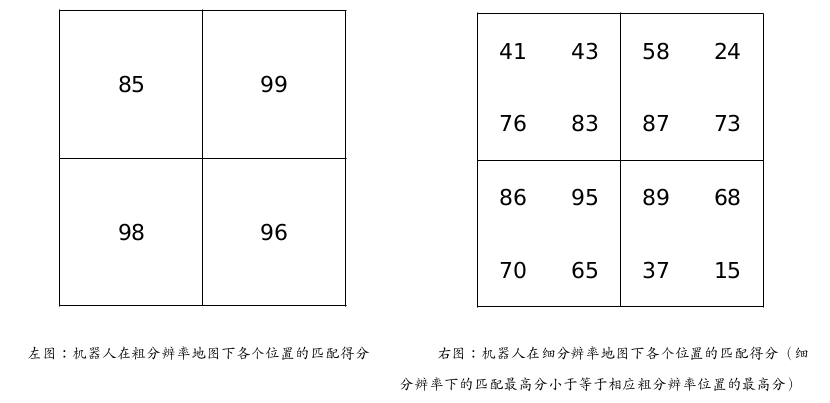 85 99
98 96
41 43 58 24
76 83 87 73
86 95 89 68
70 65 37 15
左图：机器人在粗分辨率地图下各个位置的匹配得分
右图：机器人在细分辨率地图下各个位置的匹配得分（细
分辨率下的匹配最高分小于等于相应粗分辨率位置的最高分）